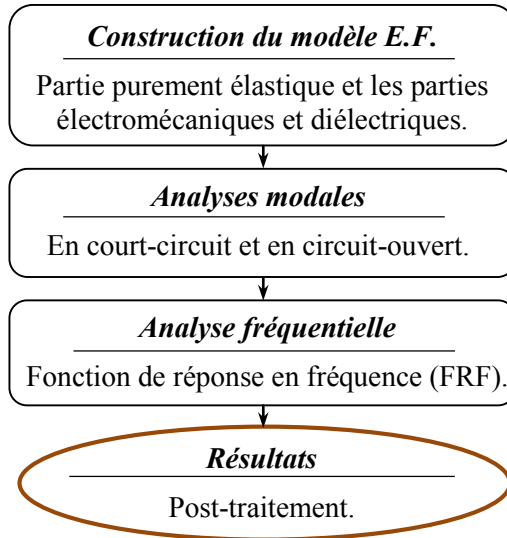 Construction du modèle E.F.
Partie purement élastique et les parties
électromécaniques et diélectriques.
Analyses modales
En court-circuit et en circuit-ouvert.
Analyse fréquentielle
Fonction de réponse en fréquence (FRF).
Résultats
Post-traitement.